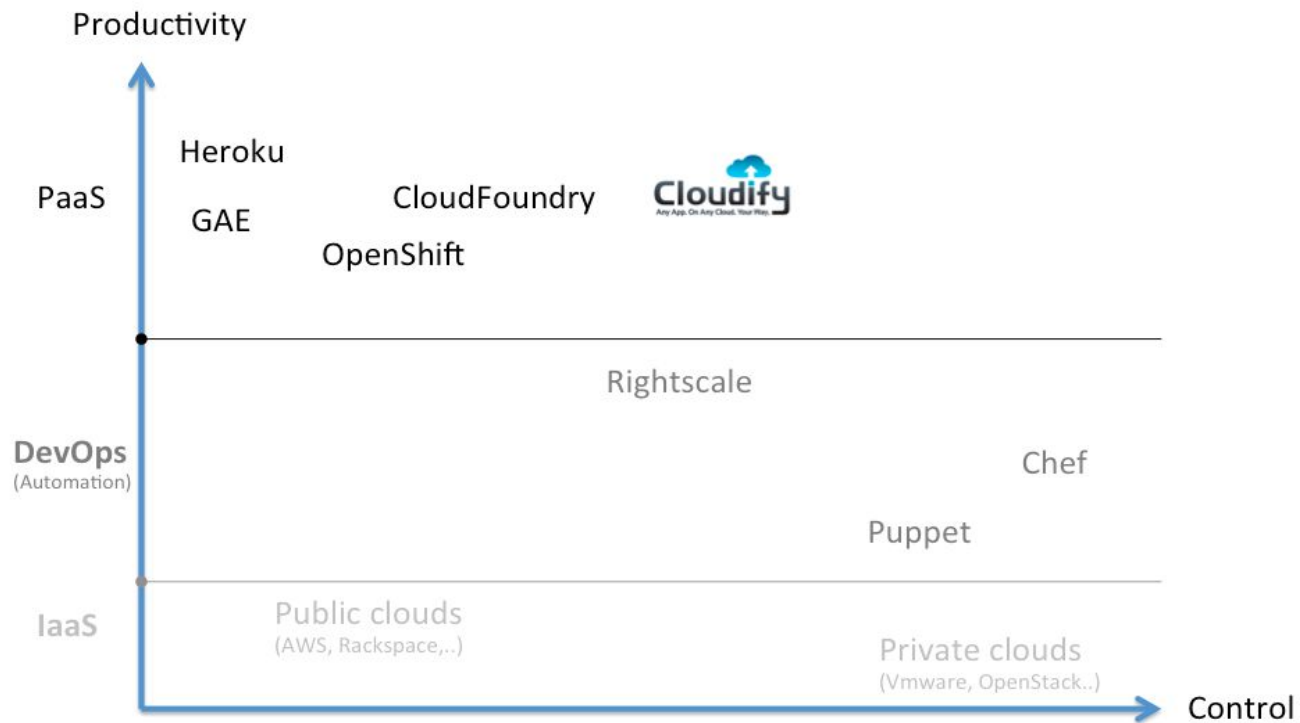 Productivity
Heroku
PaaS
CloudFoundry
Cloudify
Any App. On Any Cloud. Your Way.
GAE
OpenShift
Rightscale
DevOps
(Automation)
Chef
Puppet
IaaS
Public clouds
(AWS, Rackspace,..)
Private clouds
(Vmware, OpenStack..)
Control